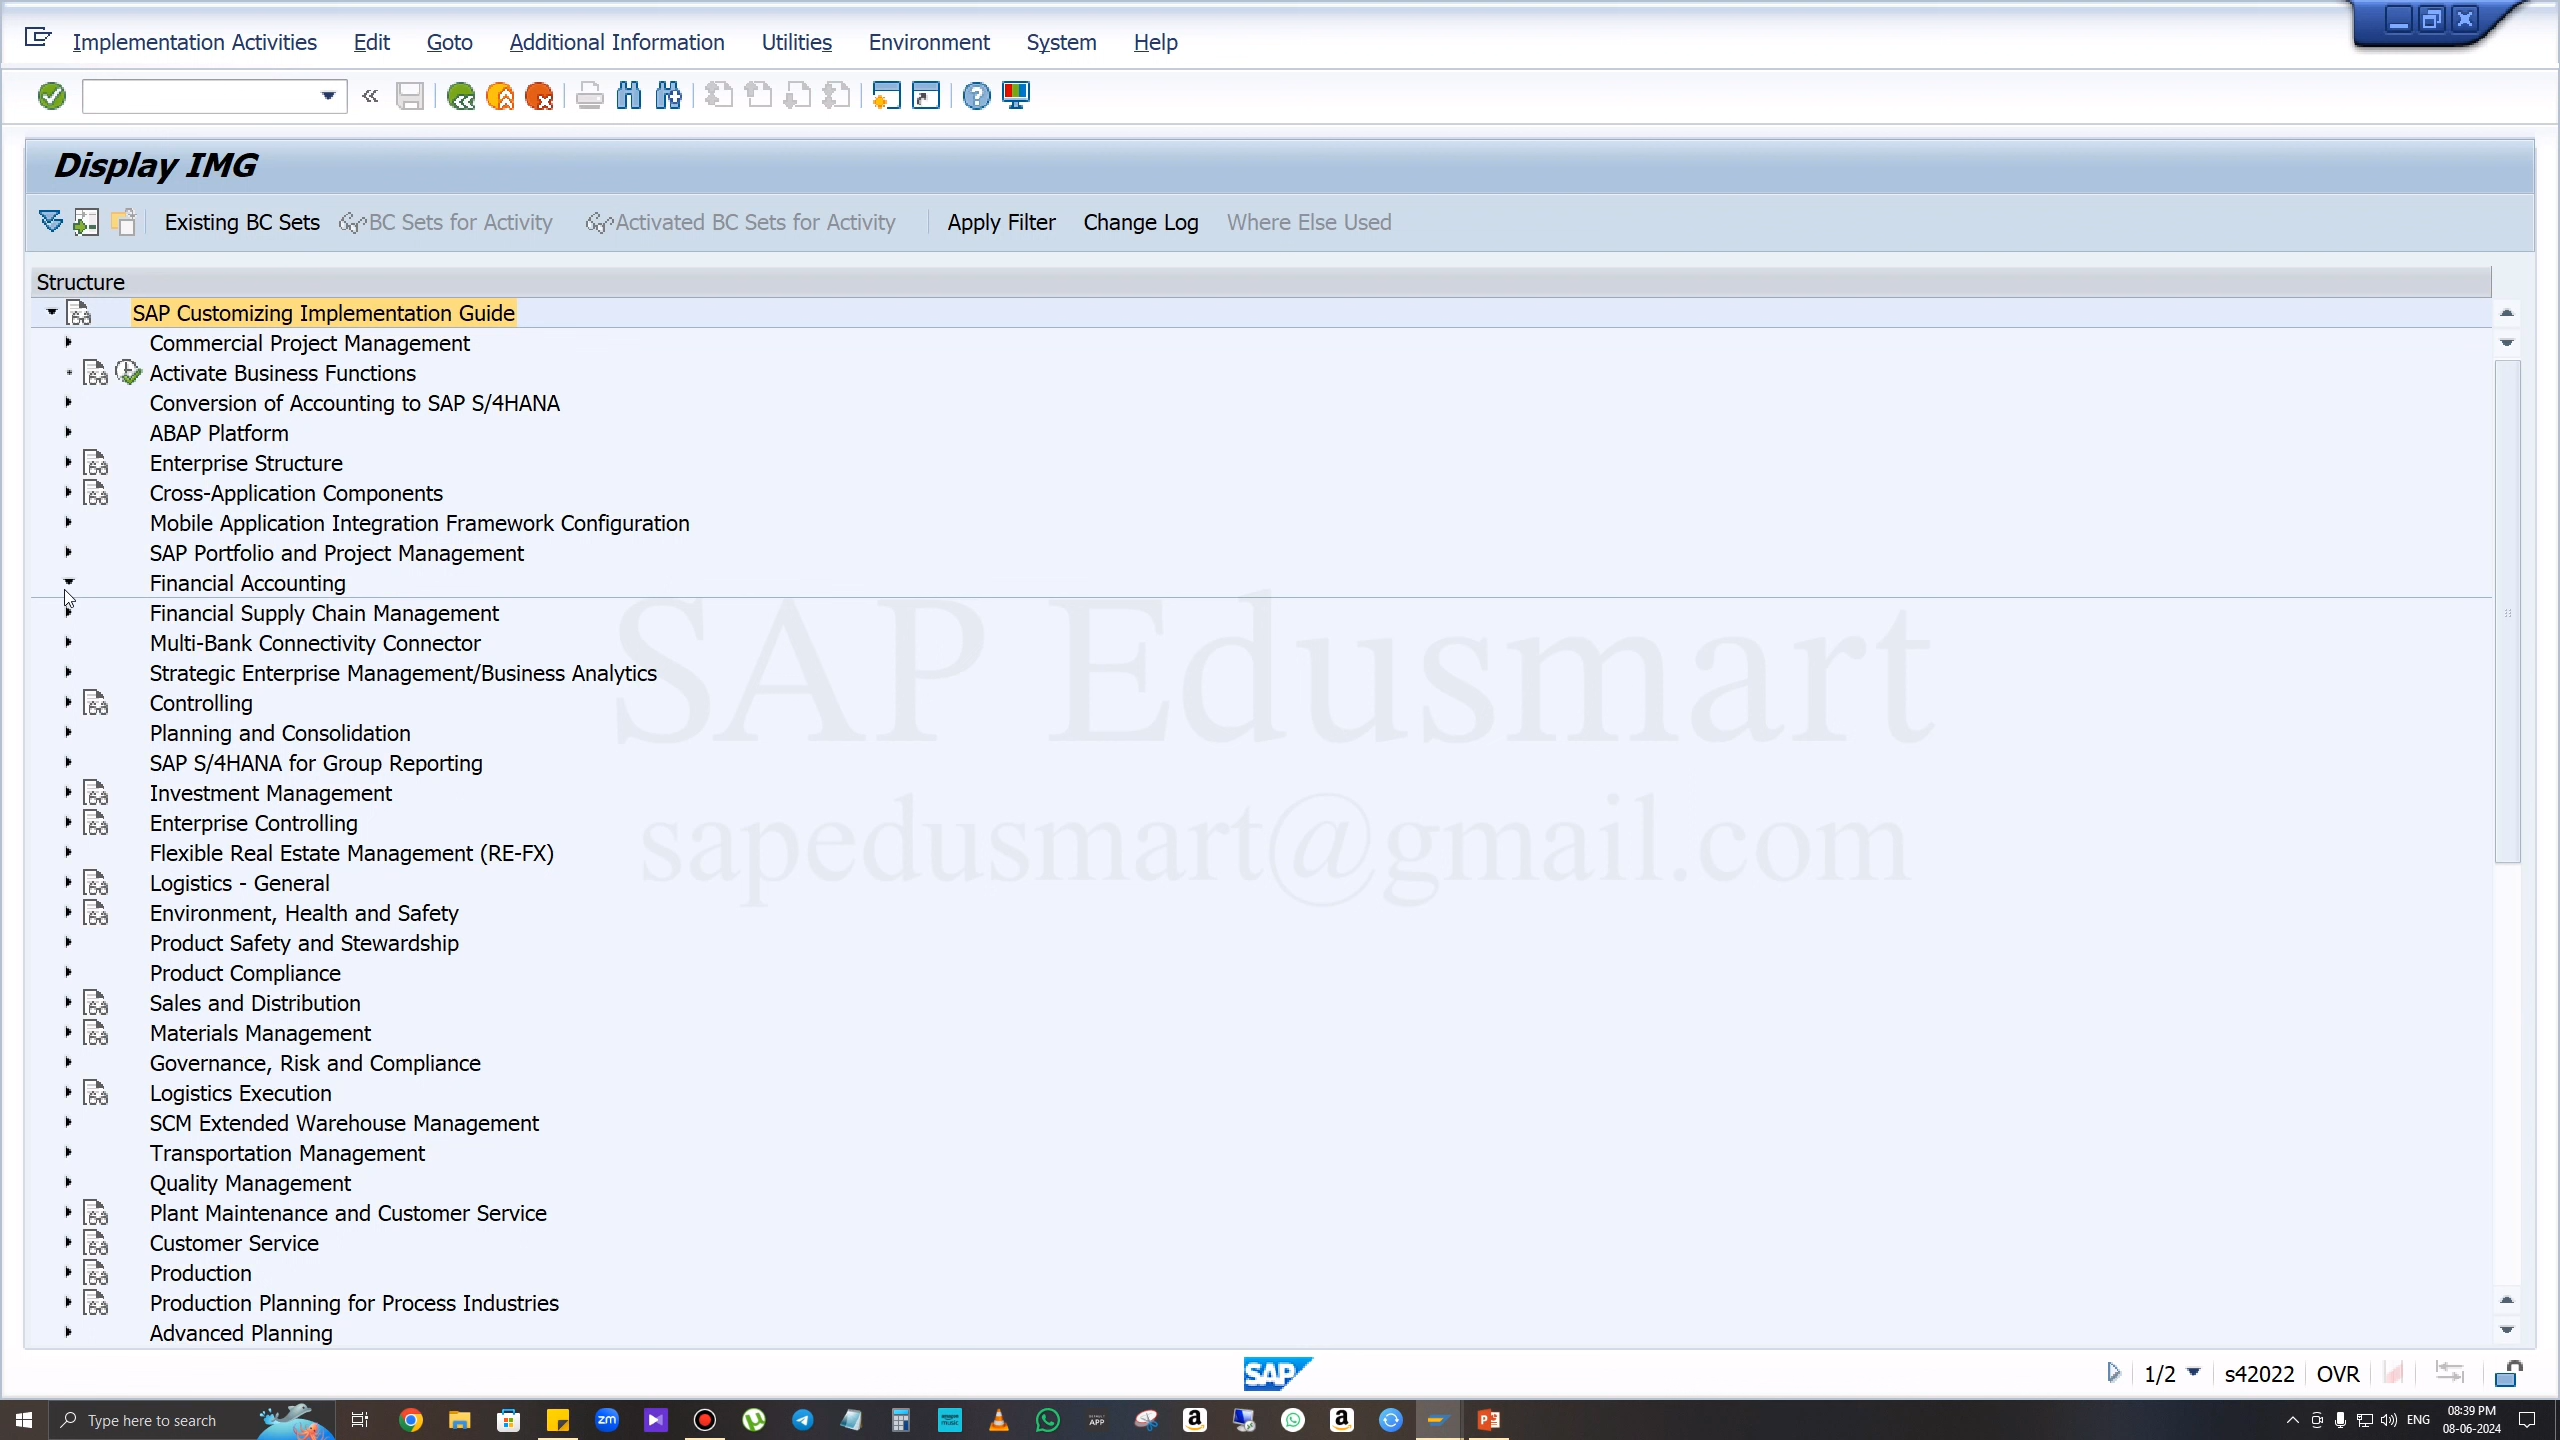 Implementation Activities Edit Goto Additional Information Utilities Environment System Help
Display IMG
Existing BC Sets BC Sets for Activity Activated BC Sets for Activity Apply Filter Change Log Where Else Used
Structure
SAP Customizing Implementation Guide
Commercial Project Management
Activate Business Functions
Conversion of Accounting to SAP S/4HANA
ABAP Platform
Enterprise Structure
Cross-Application Components
Mobile Application Integration Framework Configuration
SAP Portfolio and Project Management
Financial Accounting
Financial Supply Chain Management
Multi-Bank Connectivity Connector
Strategic Enterprise Management/Business Analytics
Controlling
Planning and Consolidation
SAP S/4HANA for Group Reporting
Investment Management
Enterprise Controlling
Flexible Real Estate Management (RE-FX)
Logistics - General
Environment, Health and Safety
Product Safety and Stewardship
Product Compliance
Sales and Distribution
Materials Management
Governance, Risk and Compliance
Logistics Execution
SCM Extended Warehouse Management
Transportation Management
Quality Management
Plant Maintenance and Customer Service
Customer Service
Production
Production Planning for Process Industries
Advanced Planning
SAP Edusmart
sapedusmart@gmail.com
SAP
1/2 s42022 OVR
Type here to search
zm
ENG
08:39 PM
08-06-2024